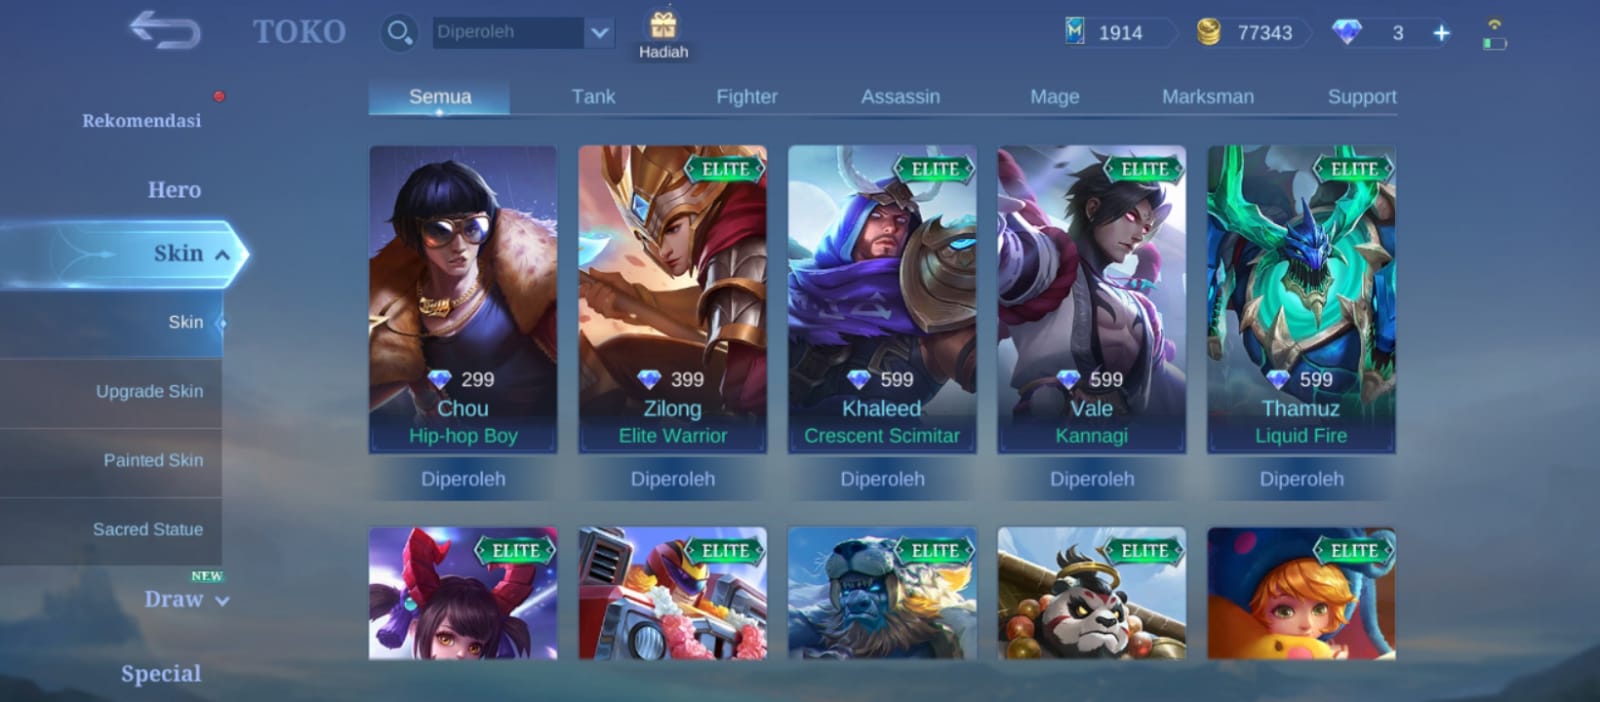 TOKO
Diperoleh
Hadiah
1914
77343
3
Rekomendasi
Hero
Skin
Skin
Upgrade Skin
Painted Skin
Sacred Statue
NEW
Draw
Special
Semua
Tank
Fighter
Assassin
Mage
Marksman
Support
299
Chou
Hip-hop Boy
Diperoleh
ELITE
399
Zilong
Elite Warrior
Diperoleh
ELITE
599
Khaleed
Crescent Scimitar
Diperoleh
ELITE
599
Vale
Kannagi
Diperoleh
ELITE
599
Thamuz
Liquid Fire
Diperoleh
ELITE
ELITE
ELITE
ELITE
ELITE